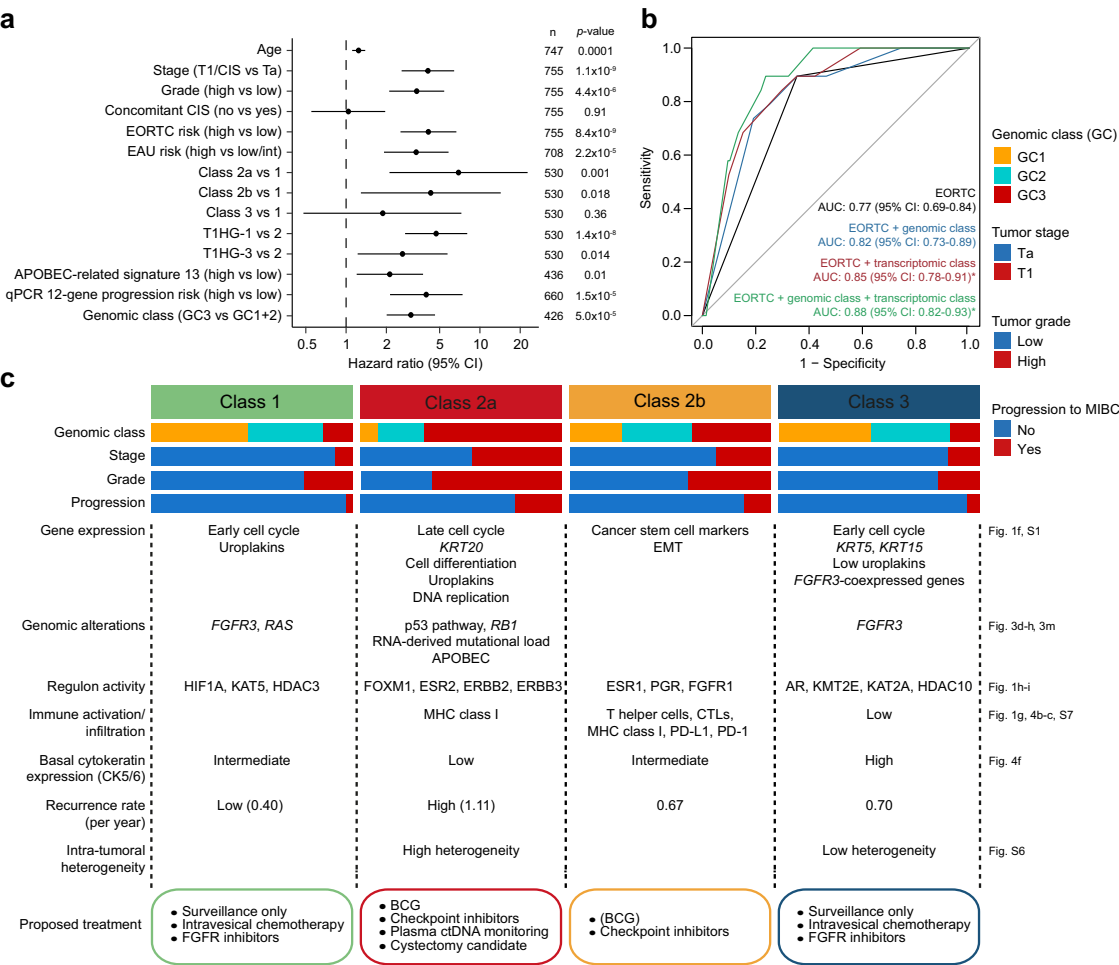 a
n p-value
Age 747 0.0001
Stage (T1/CIS vs Ta) 755 1.1x10⁻⁹
Grade (high vs low) 755 4.4x10⁻⁶
Concomitant CIS (no vs yes) 755 0.91
EORTC risk (high vs low) 755 8.4x10⁻⁹
EAU risk (high vs low/int) 708 2.2x10⁻⁵
Class 2a vs 1 530 0.001
Class 2b vs 1 530 0.018
Class 3 vs 1 530 0.36
T1HG-1 vs 2 530 1.4x10⁻⁸
T1HG-3 vs 2 530 0.014
APOBEC-related signature 13 (high vs low) 436 0.01
qPCR 12-gene progression risk (high vs low) 660 1.5x10⁻⁵
Genomic class (GC3 vs GC1+2) 426 5.0x10⁻⁵
0.5 1 2 5 10 20
Hazard ratio (95% CI)
b
Sensitivity
1.0
0.8
0.6
0.4
0.2
0.0
EORTC
AUC: 0.77 (95% CI: 0.69-0.84)
EORTC + genomic class
AUC: 0.82 (95% CI: 0.73-0.89)
EORTC + transcriptomic class
AUC: 0.85 (95% CI: 0.78-0.91)*
EORTC + genomic class + transcriptomic class
AUC: 0.88 (95% CI: 0.82-0.93)*
0.0 0.2 0.4 0.6 0.8 1.0
1 − Specificity
Genomic class (GC)
GC1
GC2
GC3
Tumor stage
Ta
T1
Tumor grade
Low
High
Progression to MIBC
No
Yes
c
Class 1 Class 2a Class 2b Class 3
Genomic class
Stage
Grade
Progression
Gene expression
Early cell cycle
Uroplakins
Late cell cycle
KRT20
Cell differentiation
Uroplakins
DNA replication
Cancer stem cell markers
EMT
Early cell cycle
KRT5, KRT15
Low uroplakins
FGFR3-coexpressed genes
Fig. 1f, S1
Genomic alterations
FGFR3, RAS
p53 pathway, RB1
RNA-derived mutational load
APOBEC
FGFR3
Fig. 3d-h, 3m
Regulon activity
HIF1A, KAT5, HDAC3
FOXM1, ESR2, ERBB2, ERBB3
ESR1, PGR, FGFR1
AR, KMT2E, KAT2A, HDAC10
Fig. 1h-i
Immune activation/
infiltration
MHC class I
T helper cells, CTLs,
MHC class I, PD-L1, PD-1
Low
Fig. 1g, 4b-c, S7
Basal cytokeratin
expression (CK5/6)
Intermediate
Low
Intermediate
High
Fig. 4f
Recurrence rate
(per year)
Low (0.40)
High (1.11)
0.67
0.70
Intra-tumoral
heterogeneity
High heterogeneity
Low heterogeneity
Fig. S6
Proposed treatment
• Surveillance only
• Intravesical chemotherapy
• FGFR inhibitors
• BCG
• Checkpoint inhibitors
• Plasma ctDNA monitoring
• Cystectomy candidate
• (BCG)
• Checkpoint inhibitors
• Surveillance only
• Intravesical chemotherapy
• FGFR inhibitors